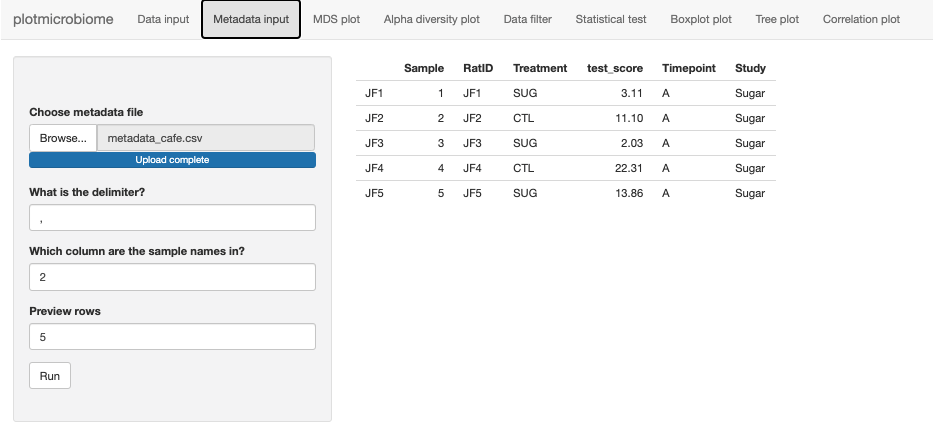 plotmicrobiome Data input Metadata input MDS plot Alpha diversity plot Data filter Statistical test Boxplot plot Tree plot Correlation plot
Choose metadata file
Browse... metadata_cafe.csv
Upload complete
What is the delimiter?
,
Which column are the sample names in?
2
Preview rows
5
Run
Sample RatID Treatment test_score Timepoint Study
JF1 1 JF1 SUG 3.11 A Sugar
JF2 2 JF2 CTL 11.10 A Sugar
JF3 3 JF3 SUG 2.03 A Sugar
JF4 4 JF4 CTL 22.31 A Sugar
JF5 5 JF5 SUG 13.86 A Sugar